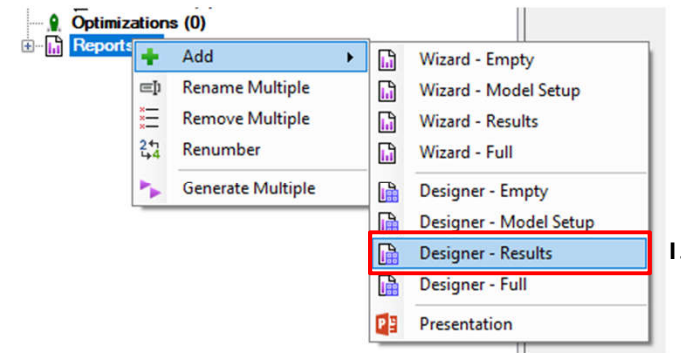 Optimizations (0)
Reports
Add
Rename Multiple
Remove Multiple
Renumber
Generate Multiple
Wizard - Empty
Wizard - Model Setup
Wizard - Results
Wizard - Full
Designer - Empty
Designer - Model Setup
Designer - Results
1.
Designer - Full
Presentation